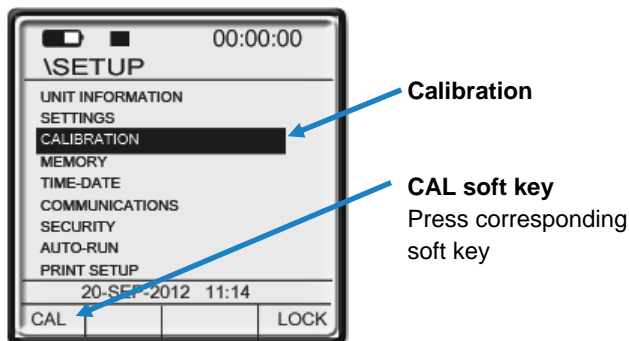 00:00:00
\SETUP
UNIT INFORMATION
SETTINGS
CALIBRATION
MEMORY
TIME-DATE
COMMUNICATIONS
SECURITY
AUTO-RUN
PRINT SETUP
20-SEP-2012 11:14
CAL LOCK
Calibration
CAL soft key
Press corresponding
soft key